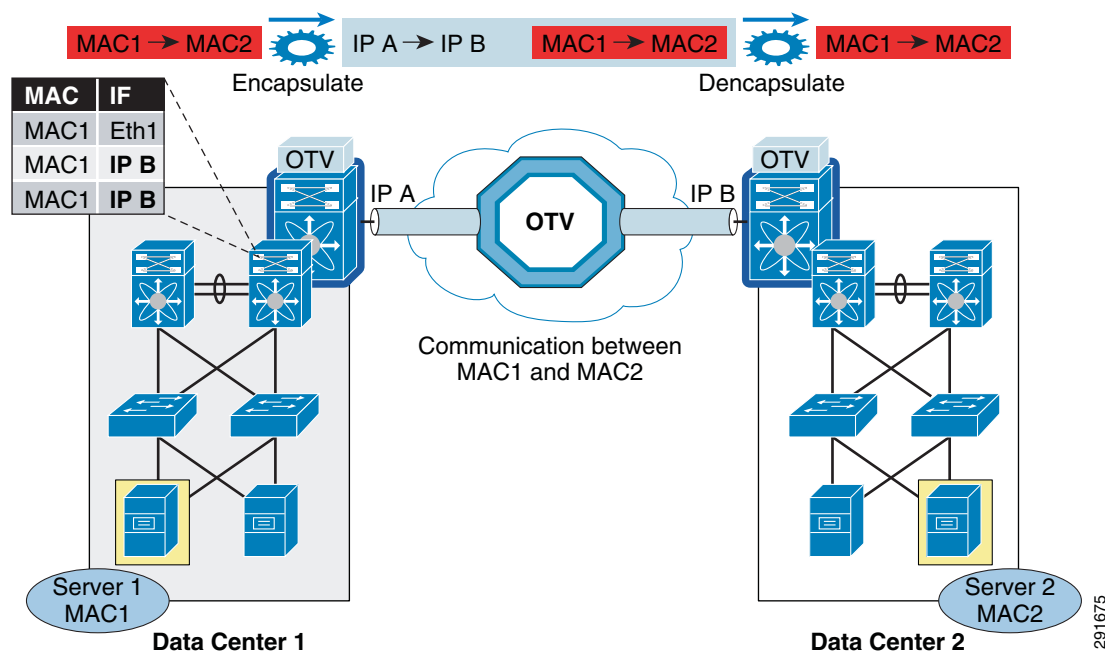 MAC1 → MAC2
IP A → IP B
MAC1 → MAC2
MAC1 → MAC2
Encapsulate
Dencapsulate
MAC IF
MAC1 Eth1
MAC1 IP B
MAC1 IP B
OTV
OTV
IP A
IP B
OTV
Communication between
MAC1 and MAC2
Server 1
MAC1
Server 2
MAC2
Data Center 1
Data Center 2
291675